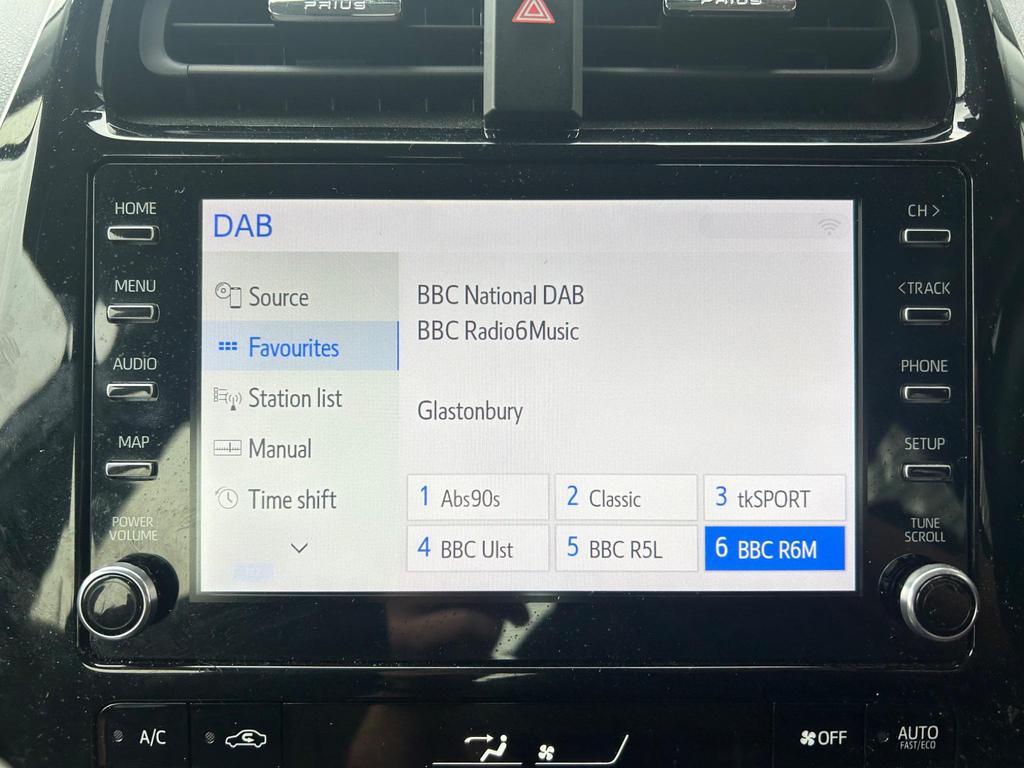 PRIUS
PRIUS
HOME
MENU
AUDIO
MAP
POWER
VOLUME
DAB
Source
Favourites
Station list
Manual
Time shift
BBC National DAB
BBC Radio6Music
Glastonbury
1 Abs90s
2 Classic
3 tkSPORT
4 BBC Ulst
5 BBC R5L
6 BBC R6M
CH >
<TRACK
PHONE
SETUP
TUNE
SCROLL
A/C
OFF
AUTO
FAST/ECO